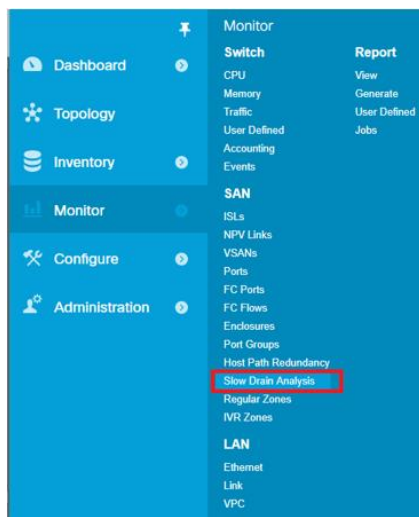 Dashboard
Topology
Inventory
Monitor
Configure
Administration
Monitor
Switch
CPU
Memory
Traffic
User Defined
Accounting
Events
SAN
ISLs
NPV Links
VSANs
Ports
FC Ports
FC Flows
Enclosures
Port Groups
Host Path Redundancy
Slow Drain Analysis
Regular Zones
IVR Zones
LAN
Ethernet
Link
VPC
Report
View
Generate
User Defined
Jobs